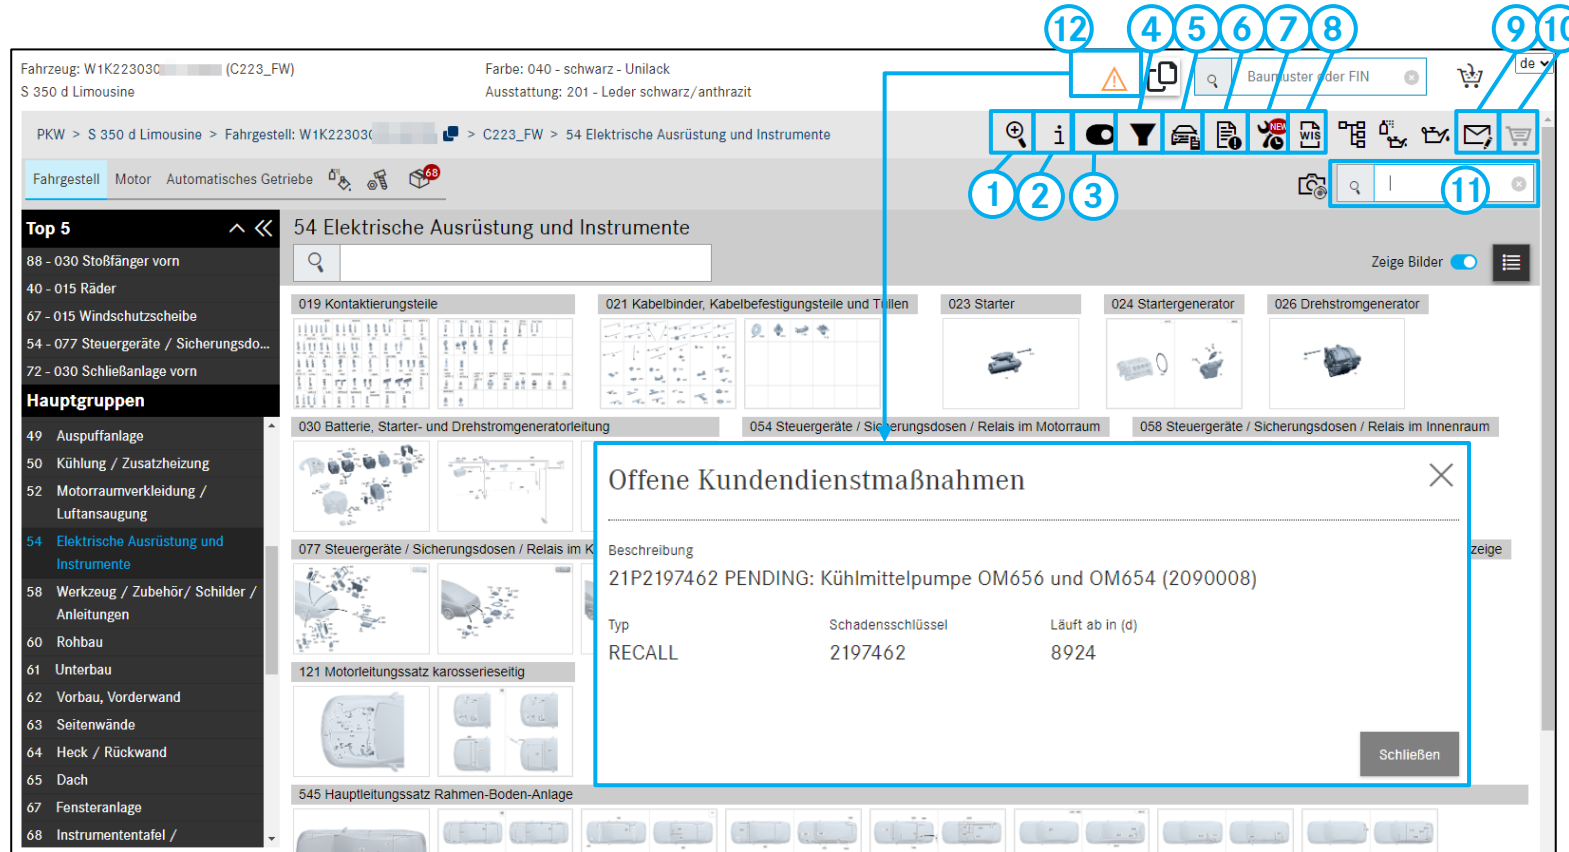 12 4 5 6 7 8 9 10
Fahrzeug: W1K223030 (C223_FW)
S 350 d Limousine
Farbe: 040 - schwarz - Unilack
Ausstattung: 201 - Leder schwarz/anthrazit
Baumuster oder FIN
de
PKW > S 350 d Limousine > Fahrgestell: W1K22303 > C223_FW > 54 Elektrische Ausrüstung und Instrumente
i
NEW
WIS
Fahrgestell Motor Automatisches Getriebe 68
1 2 3 11
Top 5
88 - 030 Stoßfänger vorn
40 - 015 Räder
67 - 015 Windschutzscheibe
54 - 077 Steuergeräte / Sicherungsdo...
72 - 030 Schließanlage vorn
Hauptgruppen
49 Auspuffanlage
50 Kühlung / Zusatzheizung
52 Motorraumverkleidung /
Luftansaugung
54 Elektrische Ausrüstung und
Instrumente
58 Werkzeug / Zubehör/ Schilder /
Anleitungen
60 Rohbau
61 Unterbau
62 Vorbau, Vorderwand
63 Seitenwände
64 Heck / Rückwand
65 Dach
67 Fensteranlage
68 Instrumententafel /
54 Elektrische Ausrüstung und Instrumente
Zeige Bilder
019 Kontaktierungsteile
021 Kabelbinder, Kabelbefestigungsteile und Tüllen
023 Starter
024 Startergenerator
026 Drehstromgenerator
030 Batterie, Starter- und Drehstromgeneratorleitung
054 Steuergeräte / Sicherungsdosen / Relais im Motorraum
058 Steuergeräte / Sicherungsdosen / Relais im Innenraum
077 Steuergeräte / Sicherungsdosen / Relais im K
zeige
121 Motorleitungssatz karosserieseitig
545 Hauptleitungssatz Rahmen-Boden-Anlage
Offene Kundendienstmaßnahmen
Beschreibung
21P2197462 PENDING: Kühlmittelpumpe OM656 und OM654 (2090008)
Typ
RECALL
Schadensschlüssel
2197462
Läuft ab in (d)
8924
Schließen